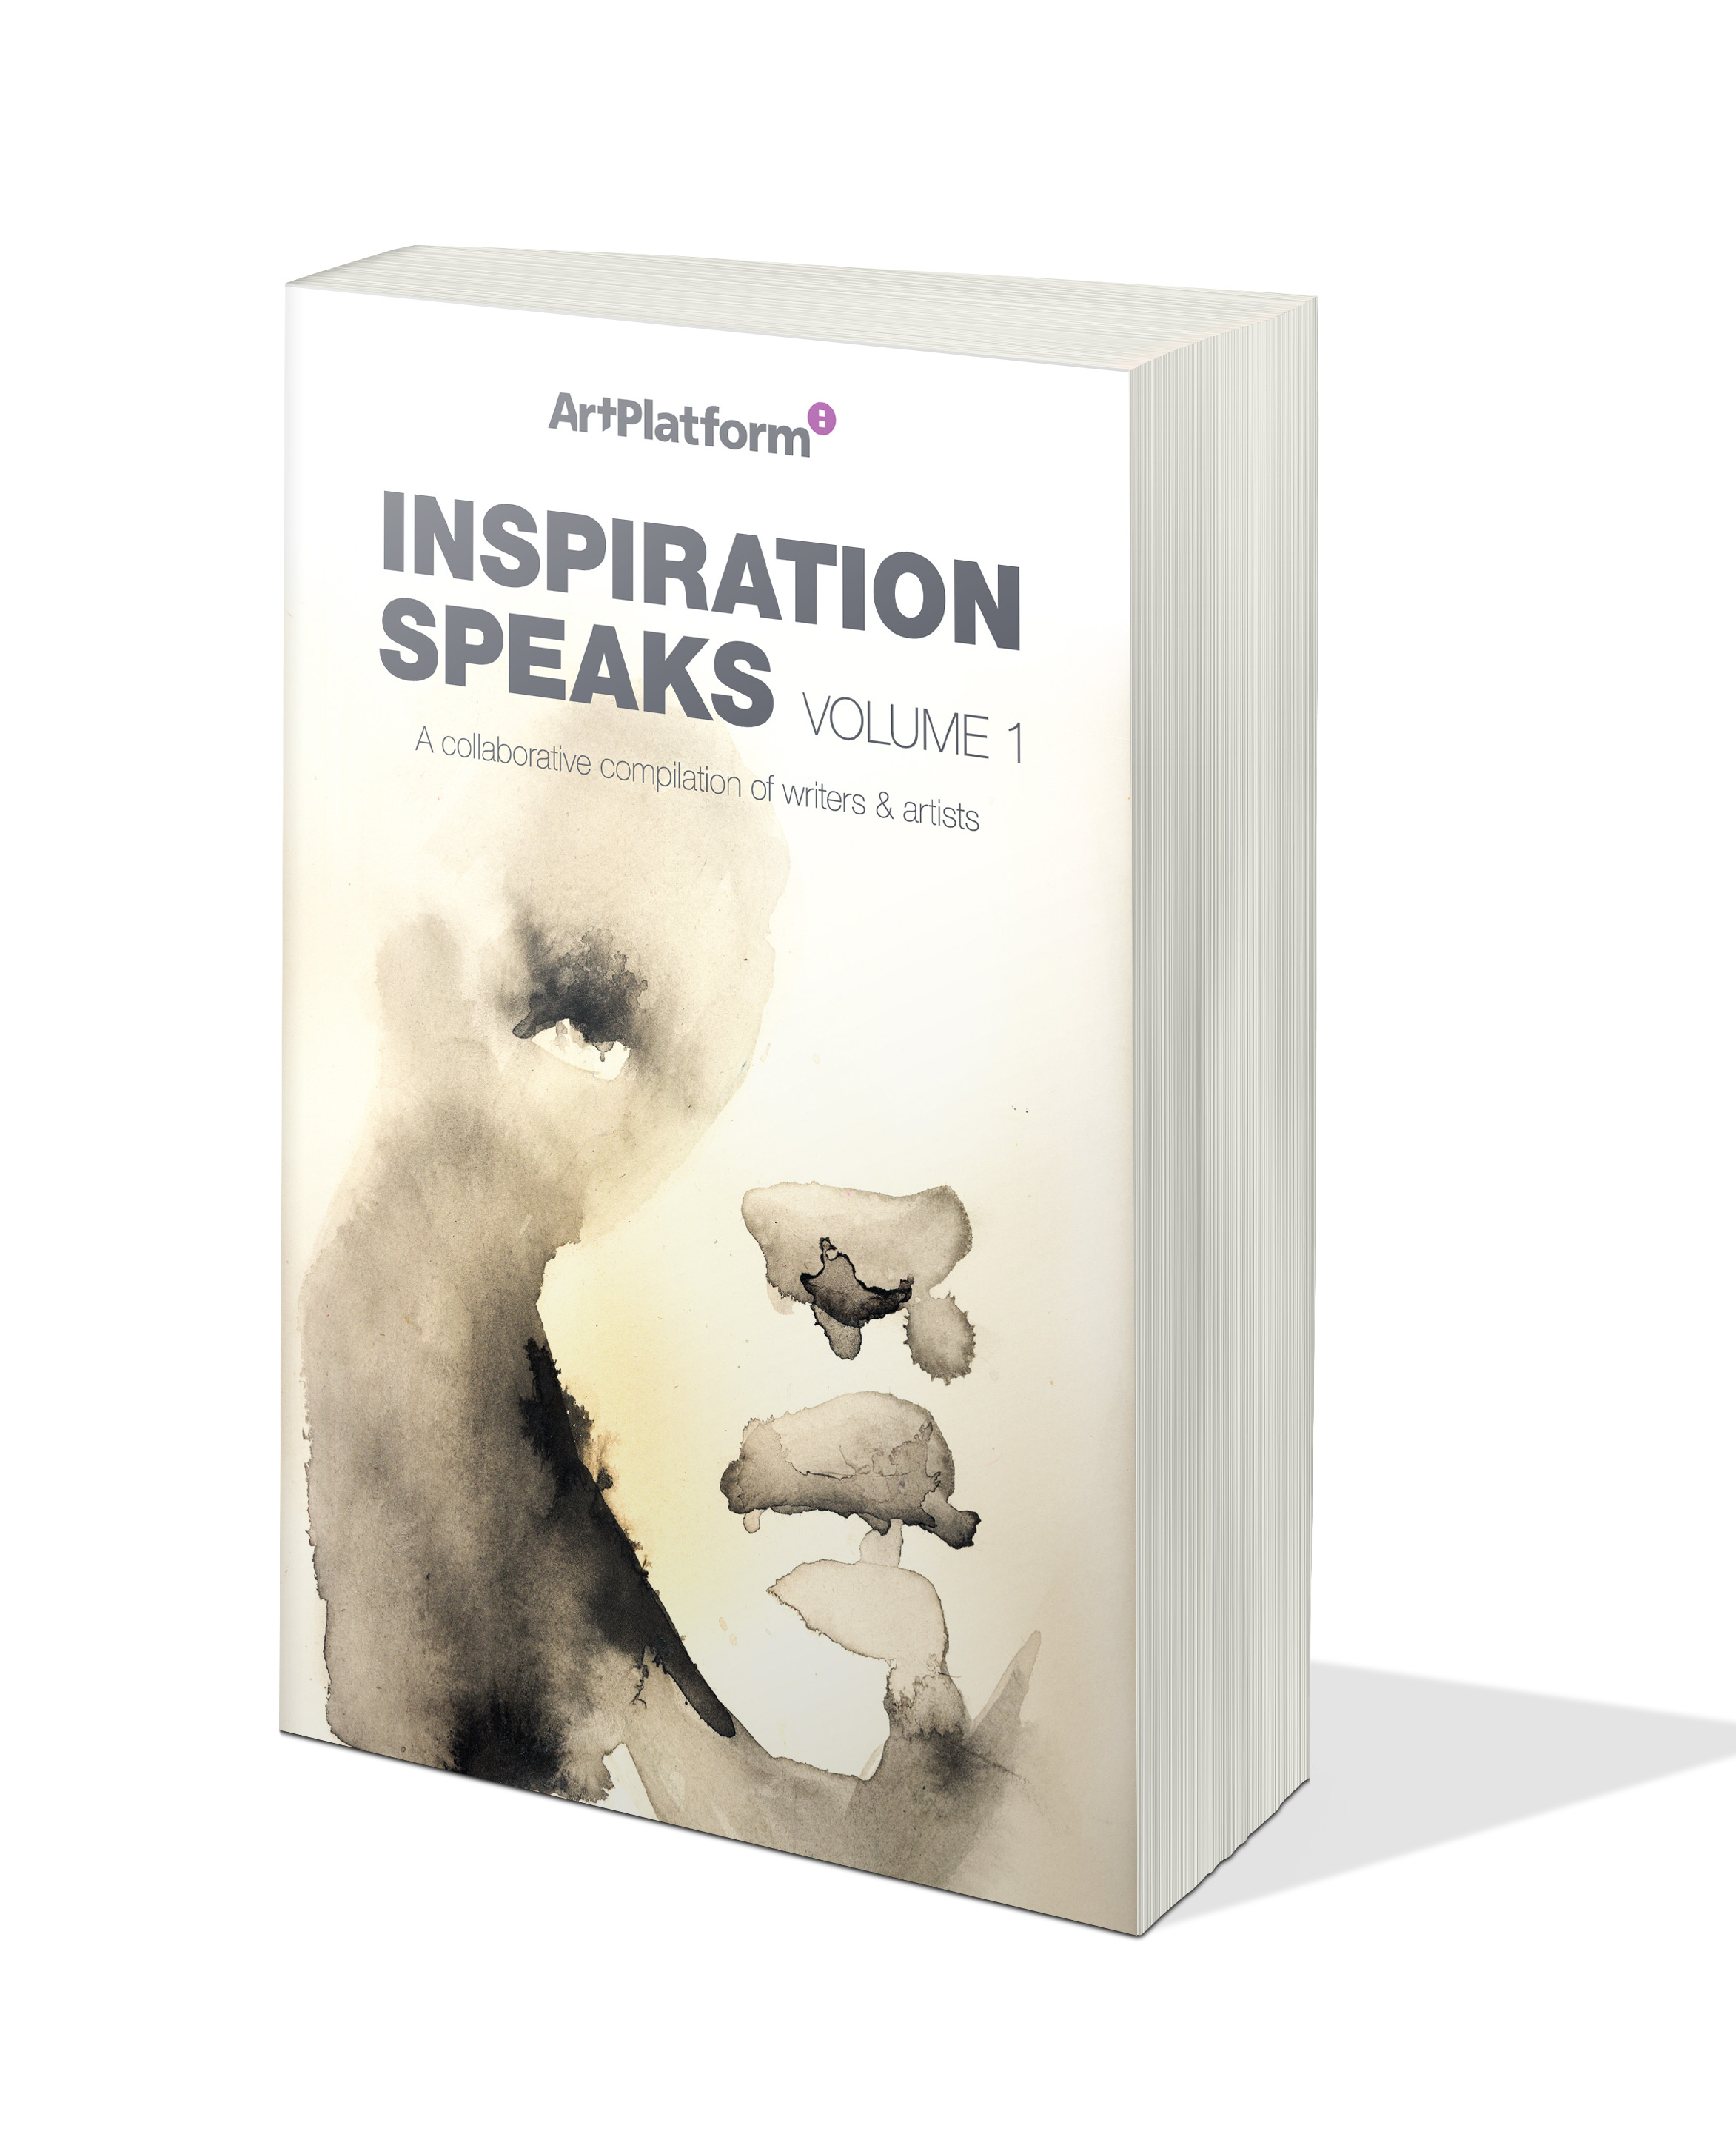 ArtPlatform
INSPIRATION
SPEAKS VOLUME 1
A collaborative compilation of writers & artists